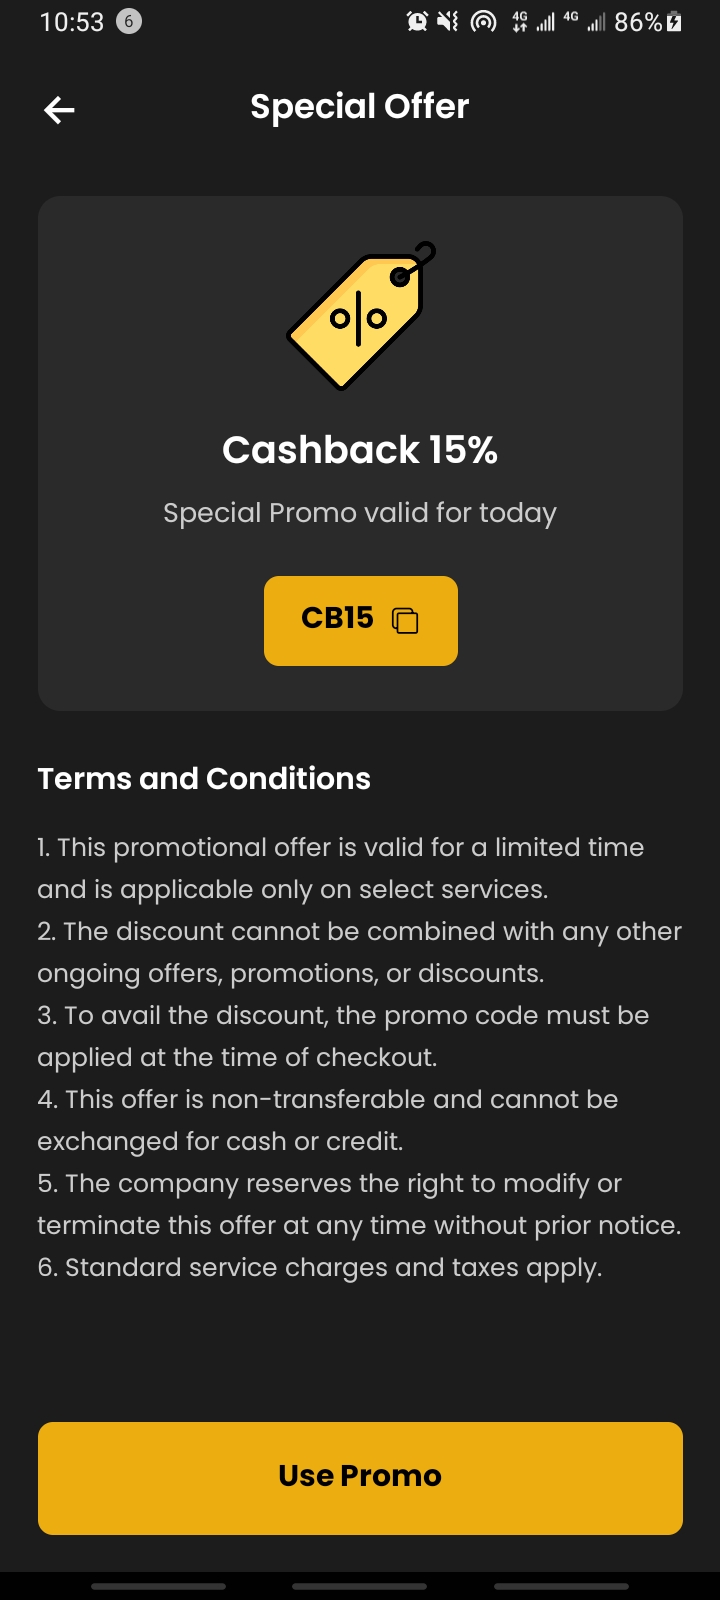 10:53 6 4G 4G 86%
Special Offer
Cashback 15%
Special Promo valid for today
CB15
Terms and Conditions
1. This promotional offer is valid for a limited time
and is applicable only on select services.
2. The discount cannot be combined with any other
ongoing offers, promotions, or discounts.
3. To avail the discount, the promo code must be
applied at the time of checkout.
4. This offer is non-transferable and cannot be
exchanged for cash or credit.
5. The company reserves the right to modify or
terminate this offer at any time without prior notice.
6. Standard service charges and taxes apply.
Use Promo